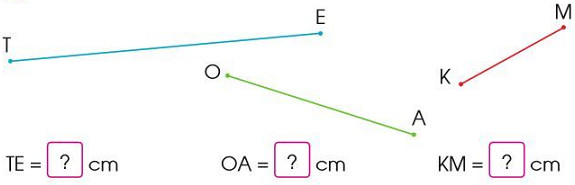 T
E
O
A
K
M
TE = ? cm
OA = ? cm
KM = ? cm